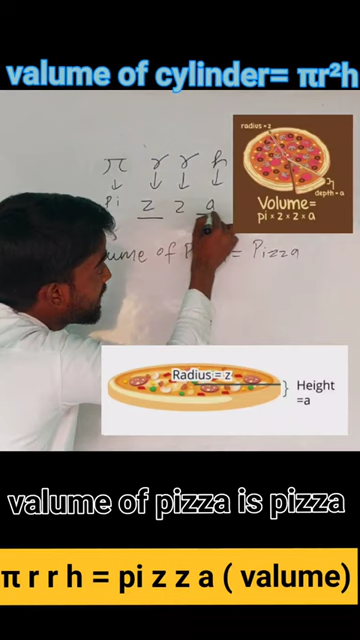 valume of cylinder= πr²h
π r r h
radius = z
↓ ↓ ↓ ↓
Pi z z a
depth = a
Volume=
pi × z × z × a
ume of P = Pizza
Radius = z
Height
=a
valume of pizza is pizza
π r r h = pi z z a ( valume)